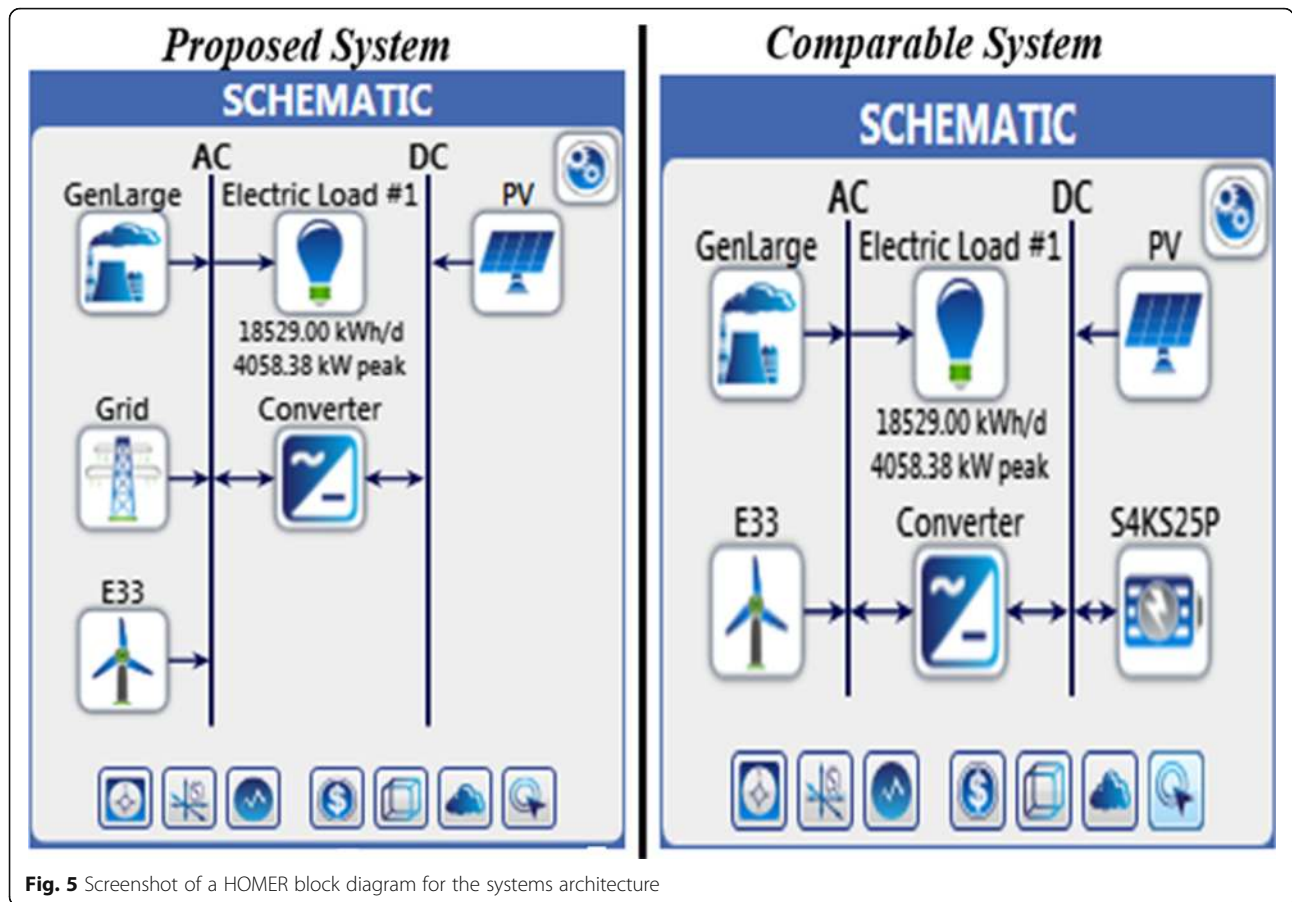 Proposed System
SCHEMATIC
AC DC
GenLarge Electric Load #1 PV
18529.00 kWh/d
4058.38 kW peak
Grid Converter
E33
Comparable System
SCHEMATIC
AC DC
GenLarge Electric Load #1 PV
18529.00 kWh/d
4058.38 kW peak
E33 Converter S4KS25P
Fig. 5 Screenshot of a HOMER block diagram for the systems architecture